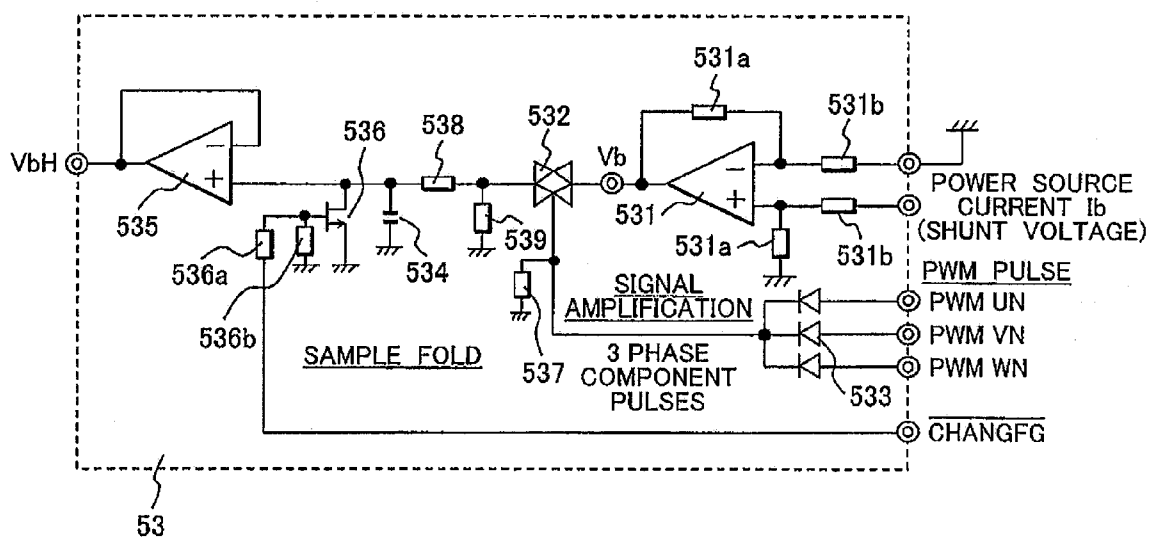 531a
532
531b
536
538
Vb
VbH
−
+
−
+
535
531
POWER SOURCE
CURRENT Ib
(SHUNT VOLTAGE)
539
534
531a
531b
536a
536b
PWM PULSE
SIGNAL
AMPLIFICATION
PWM UN
PWM VN
PWM WN
SAMPLE FOLD
537
3 PHASE
COMPONENT
PULSES
533
CHANGFG
53